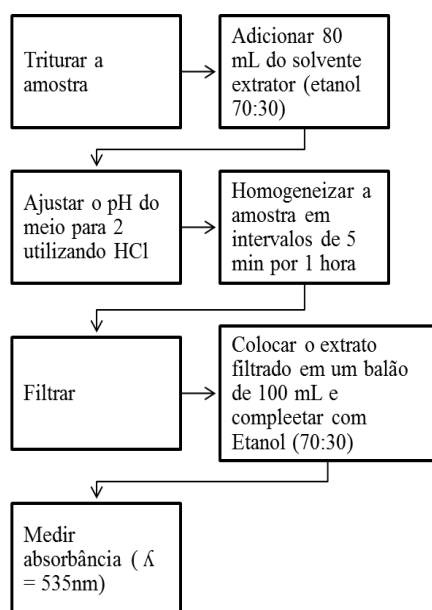 Triturar a
amostra
Adicionar 80
mL do solvente
extrator (etanol
70:30)
Ajustar o pH do
meio para 2
utilizando HCl
Homogeneizar a
amostra em
intervalos de 5
min por 1 hora
Filtrar
Colocar o extrato
filtrado em um balão
de 100 mL e
compleetar com
Etanol (70:30)
Medir
absorbância ( ʎ
= 535nm)